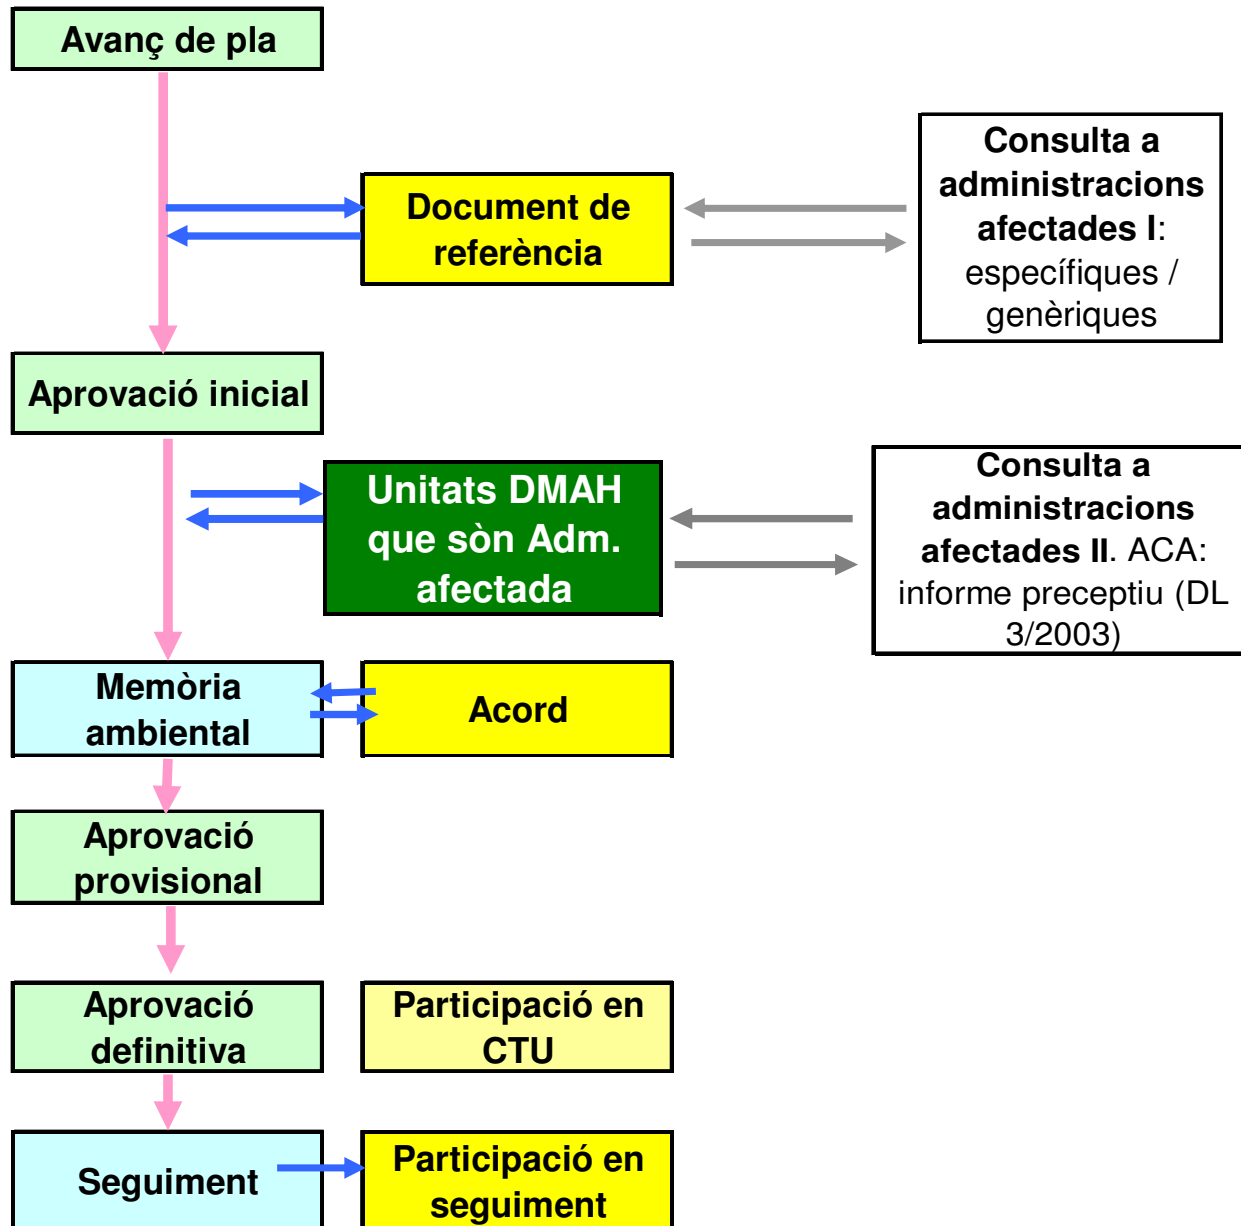 Avanç de pla
Consulta a
administracions
afectades I:
específiques /
genèriques
Document de
referència
Aprovació inicial
Unitats DMAH
que sòn Adm.
afectada
Consulta a
administracions
afectades II. ACA:
informe preceptiu (DL
3/2003)
Memòria
ambiental
Acord
Aprovació
provisional
Aprovació
definitiva
Participació en
CTU
Seguiment
Participació en
seguiment